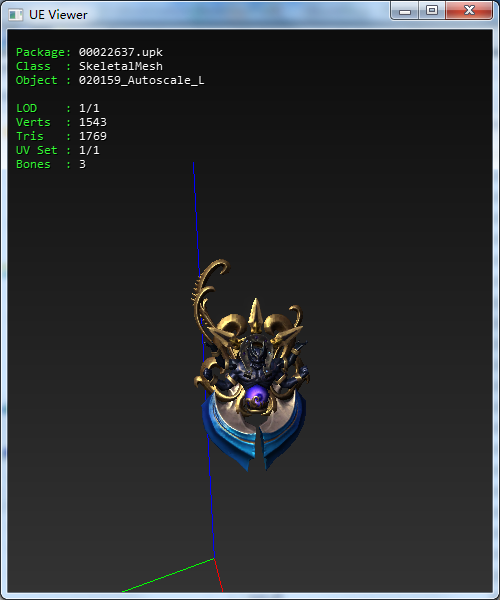 UE Viewer
Package: 00022637.upk
Class : SkeletalMesh
Object : 020159_Autoscale_L
LOD : 1/1
Verts : 1543
Tris : 1769
UV Set : 1/1
Bones : 3